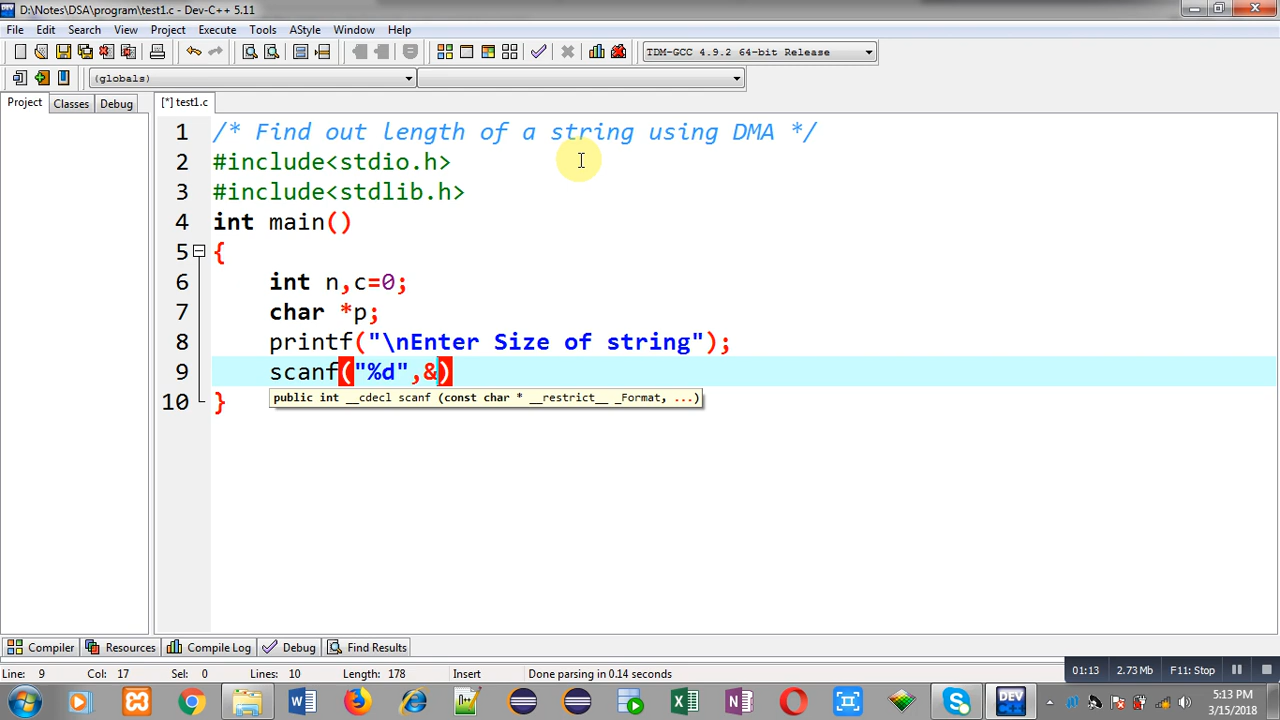 D:\Notes\DSA\program\test1.c - Dev-C++ 5.11
File Edit Search View Project Execute Tools AStyle Window Help
TDM-GCC 4.9.2 64-bit Release
(globals)
Project Classes Debug [*] test1.c
1 /* Find out length of a string using DMA */
2 #include<stdio.h>
3 #include<stdlib.h>
4 int main()
5 {
6 int n,c=0;
7 char *p;
8 printf("\nEnter Size of string");
9 scanf("%d",&)
public int __cdecl scanf (const char * __restrict__ _Format, ...)
10 }
Compiler Resources Compile Log Debug Find Results
Line: 9 Col: 17 Sel: 0 Lines: 10 Length: 178 Insert Done parsing in 0.14 seconds
01:13 2.73 Mb F11: Stop
DEV
5:13 PM
3/15/2018